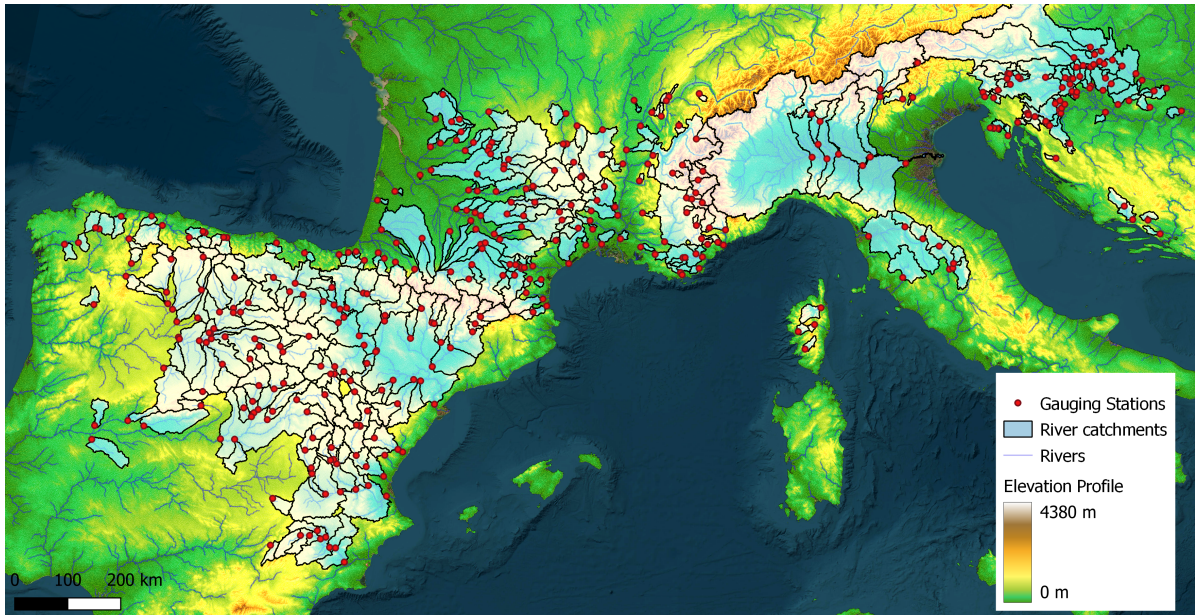 Gauging Stations
River catchments
Rivers
Elevation Profile
4380 m
0 m
0 100 200 km